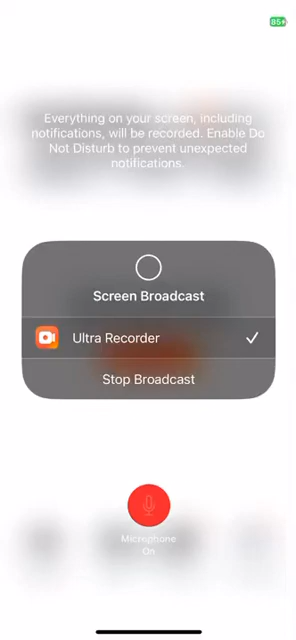 85
Everything on your screen, including
notifications, will be recorded. Enable Do
Not Disturb to prevent unexpected
notifications.
Screen Broadcast
Ultra Recorder
Stop Broadcast
Microphone
On